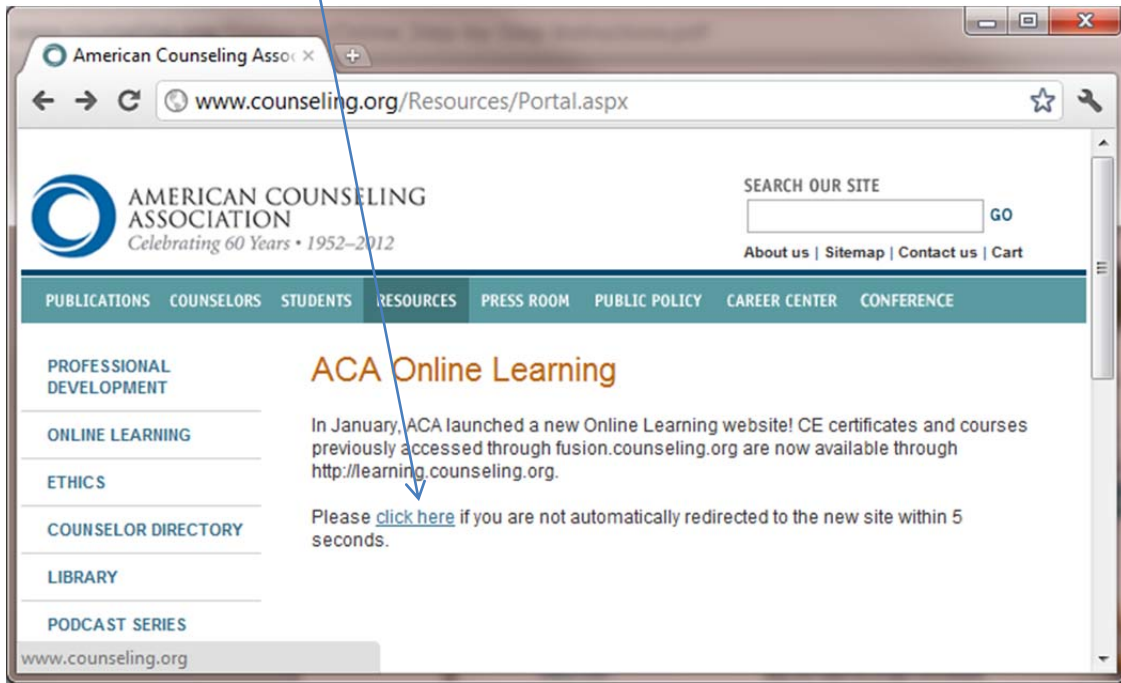 American Counseling Assoc
www.counseling.org/Resources/Portal.aspx
AMERICAN COUNSELING
ASSOCIATION
Celebrating 60 Years • 1952–2012
SEARCH OUR SITE
GO
About us | Sitemap | Contact us | Cart
PUBLICATIONS COUNSELORS STUDENTS RESOURCES PRESS ROOM PUBLIC POLICY CAREER CENTER CONFERENCE
PROFESSIONAL
DEVELOPMENT
ONLINE LEARNING
ETHICS
COUNSELOR DIRECTORY
LIBRARY
PODCAST SERIES
ACA Online Learning
In January, ACA launched a new Online Learning website! CE certificates and courses
previously accessed through fusion.counseling.org are now available through
http://learning.counseling.org.
Please click here if you are not automatically redirected to the new site within 5
seconds.
www.counseling.org